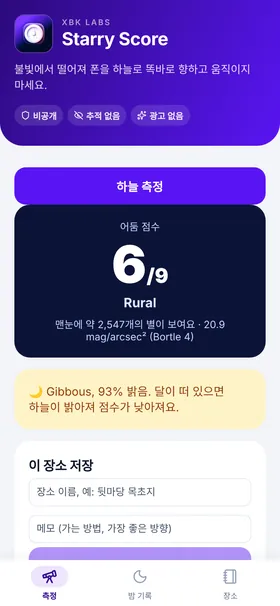 XBK LABS
Starry Score
불빛에서 떨어져 폰을 하늘로 똑바로 향하고 움직이지
마세요.
비공개
추적 없음
광고 없음
하늘 측정
어둠 점수
6/9
Rural
맨눈에 약 2,547개의 별이 보여요 · 20.9
mag/arcsec² (Bortle 4)
🌙 Gibbous, 93% 밝음. 달이 떠 있으면
하늘이 밝아져 점수가 낮아져요.
이 장소 저장
장소 이름, 예: 뒷마당 목초지
메모 (가는 방법, 가장 좋은 방향)
측정
밤 기록
장소